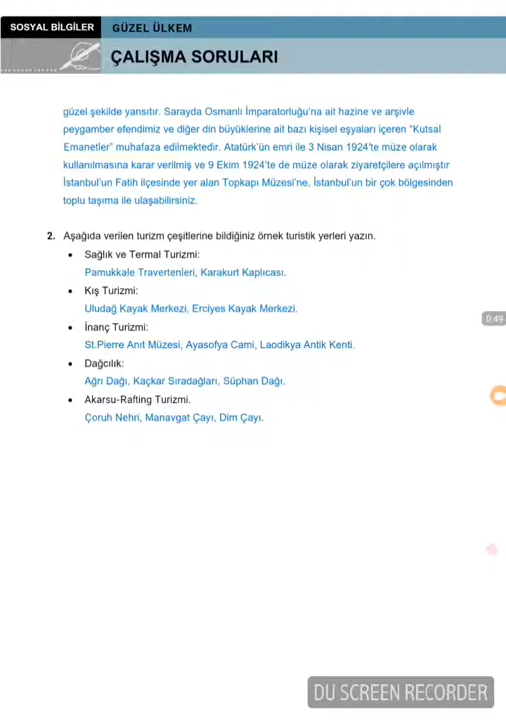 SOSYAL BİLGİLER GÜZEL ÜLKEM
ÇALIŞMA SORULARI
güzel şekilde yansıtır. Sarayda Osmanlı İmparatorluğu'na ait hazine ve arşivle
peygamber efendimiz ve diğer din büyüklerine ait bazı kişisel eşyaları içeren "Kutsal
Emanetler" muhafaza edilmektedir. Atatürk'ün emri ile 3 Nisan 1924'te müze olarak
kullanılmasına karar verilmiş ve 9 Ekim 1924'te de müze olarak ziyaretçilere açılmıştır
İstanbul'un Fatih ilçesinde yer alan Topkapı Müzesi'ne, İstanbul'un bir çok bölgesinden
toplu taşıma ile ulaşabilirsiniz.
2. Aşağıda verilen turizm çeşitlerine bildiğiniz örnek turistik yerleri yazın.
• Sağlık ve Termal Turizmi:
Pamukkale Travertenleri, Karakurt Kaplıcası.
• Kış Turizmi:
Uludağ Kayak Merkezi, Erciyes Kayak Merkezi.
0:49
• İnanç Turizmi:
St.Pierre Anıt Müzesi, Ayasofya Cami, Laodikya Antik Kenti.
• Dağcılık:
Ağrı Dağı, Kaçkar Sıradağları, Süphan Dağı.
• Akarsu-Rafting Turizmi.
Çoruh Nehri, Manavgat Çayı, Dim Çayı.
DU SCREEN RECORDER